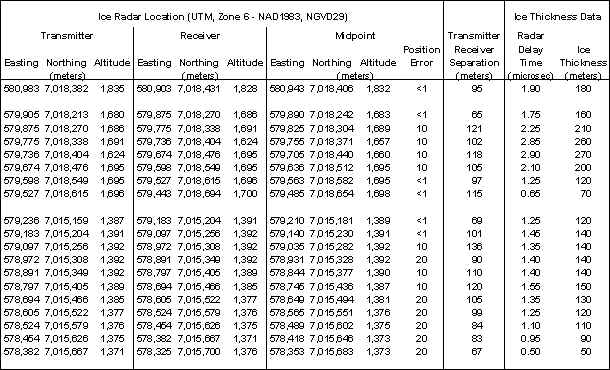 Ice Radar Location (UTM, Zone 6 - NAD1983, NGVD29) Ice Thickness Data
Transmitter Receiver Midpoint Transmitter Radar
Position Receiver Delay Ice
Easting Northing Altitude Easting Northing Altitude Easting Northing Altitude Error Separation Time Thickness
(meters) (meters) (meters) (meters) (microsec) (meters)
580,983 7,018,382 1,835 580,903 7,018,431 1,828 580,943 7,018,406 1,832 <1 95 1.90 180
579,905 7,018,213 1,680 579,875 7,018,270 1,686 579,890 7,018,242 1,683 <1 65 1.75 160
579,875 7,018,270 1,686 579,775 7,018,338 1,691 579,825 7,018,304 1,689 10 121 2.25 210
579,775 7,018,338 1,691 579,736 7,018,404 1,624 579,755 7,018,371 1,657 10 102 2.85 260
579,736 7,018,404 1,624 579,674 7,018,476 1,695 579,705 7,018,440 1,660 10 118 2.90 270
579,674 7,018,476 1,695 579,598 7,018,549 1,695 579,636 7,018,512 1,695 10 105 2.10 200
579,598 7,018,549 1,695 579,527 7,018,615 1,696 579,563 7,018,582 1,695 <1 97 1.25 120
579,527 7,018,615 1,696 579,443 7,018,694 1,700 579,485 7,018,654 1,698 <1 115 0.65 70
579,236 7,015,159 1,387 579,183 7,015,204 1,391 579,210 7,015,181 1,389 <1 69 1.25 120
579,183 7,015,204 1,391 579,097 7,015,256 1,392 579,140 7,015,230 1,391 <1 101 1.45 140
579,097 7,015,256 1,392 578,972 7,015,308 1,392 579,035 7,015,282 1,392 10 136 1.35 140
578,972 7,015,308 1,392 578,891 7,015,349 1,392 578,931 7,015,328 1,392 20 90 1.40 140
578,891 7,015,349 1,392 578,797 7,015,405 1,389 578,844 7,015,377 1,390 10 110 1.40 140
578,797 7,015,405 1,389 578,694 7,015,466 1,385 578,745 7,015,436 1,387 10 120 1.55 150
578,694 7,015,466 1,385 578,605 7,015,522 1,377 578,649 7,015,494 1,381 20 105 1.35 130
578,605 7,015,522 1,377 578,524 7,015,579 1,376 578,565 7,015,551 1,376 20 99 1.25 120
578,524 7,015,579 1,376 578,454 7,015,626 1,375 578,489 7,015,602 1,375 20 84 1.10 110
578,454 7,015,626 1,375 578,382 7,015,667 1,371 578,418 7,015,646 1,373 20 83 0.95 90
578,382 7,015,667 1,371 578,325 7,015,700 1,376 578,353 7,015,683 1,373 20 67 0.50 50